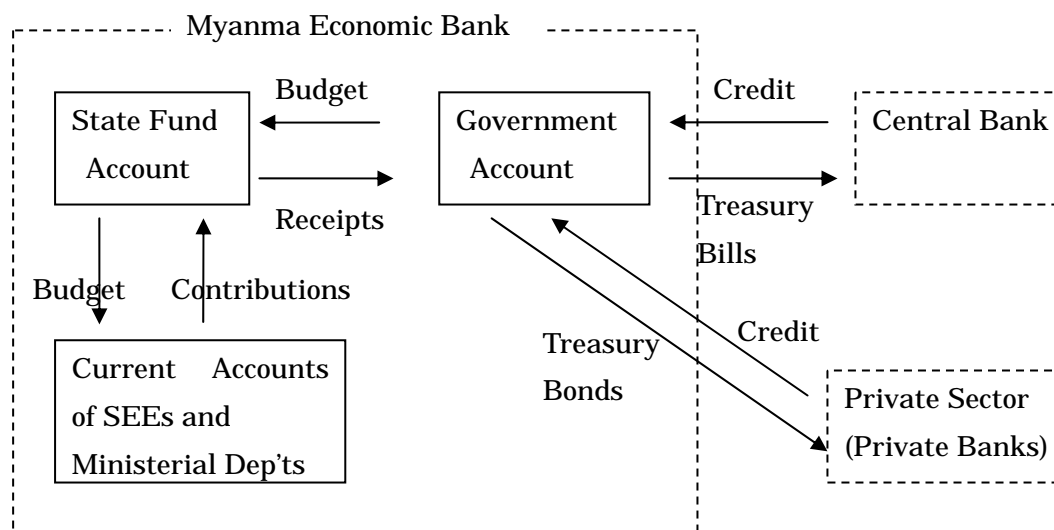 Myanma Economic Bank
Budget
Credit
State Fund
Account
Government
Account
Central Bank
Receipts
Treasury
Bills
Budget
Contributions
Treasury
Bonds
Credit
Current Accounts
of SEEs and
Ministerial Dep'ts
Private Sector
(Private Banks)